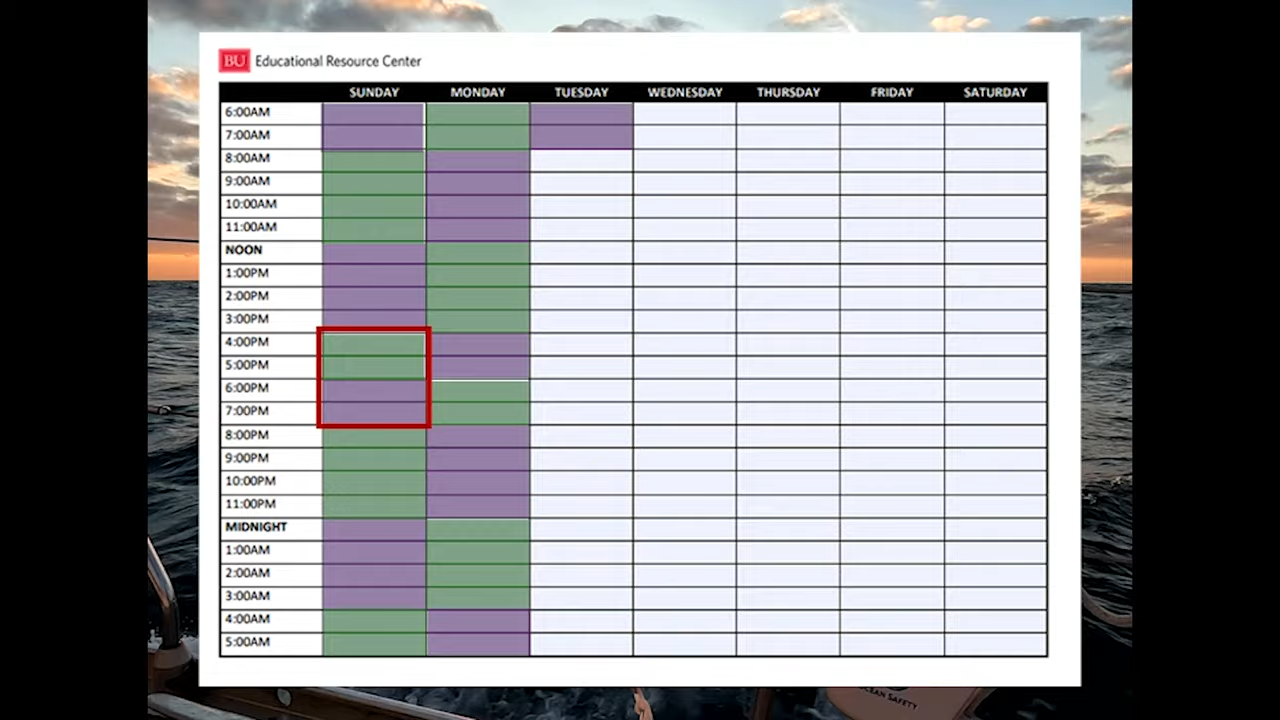 BU Educational Resource Center
SUNDAY MONDAY TUESDAY WEDNESDAY THURSDAY FRIDAY SATURDAY
6:00AM
7:00AM
8:00AM
9:00AM
10:00AM
11:00AM
NOON
1:00PM
2:00PM
3:00PM
4:00PM
5:00PM
6:00PM
7:00PM
8:00PM
9:00PM
10:00PM
11:00PM
MIDNIGHT
1:00AM
2:00AM
3:00AM
4:00AM
5:00AM
OCEAN SAFETY